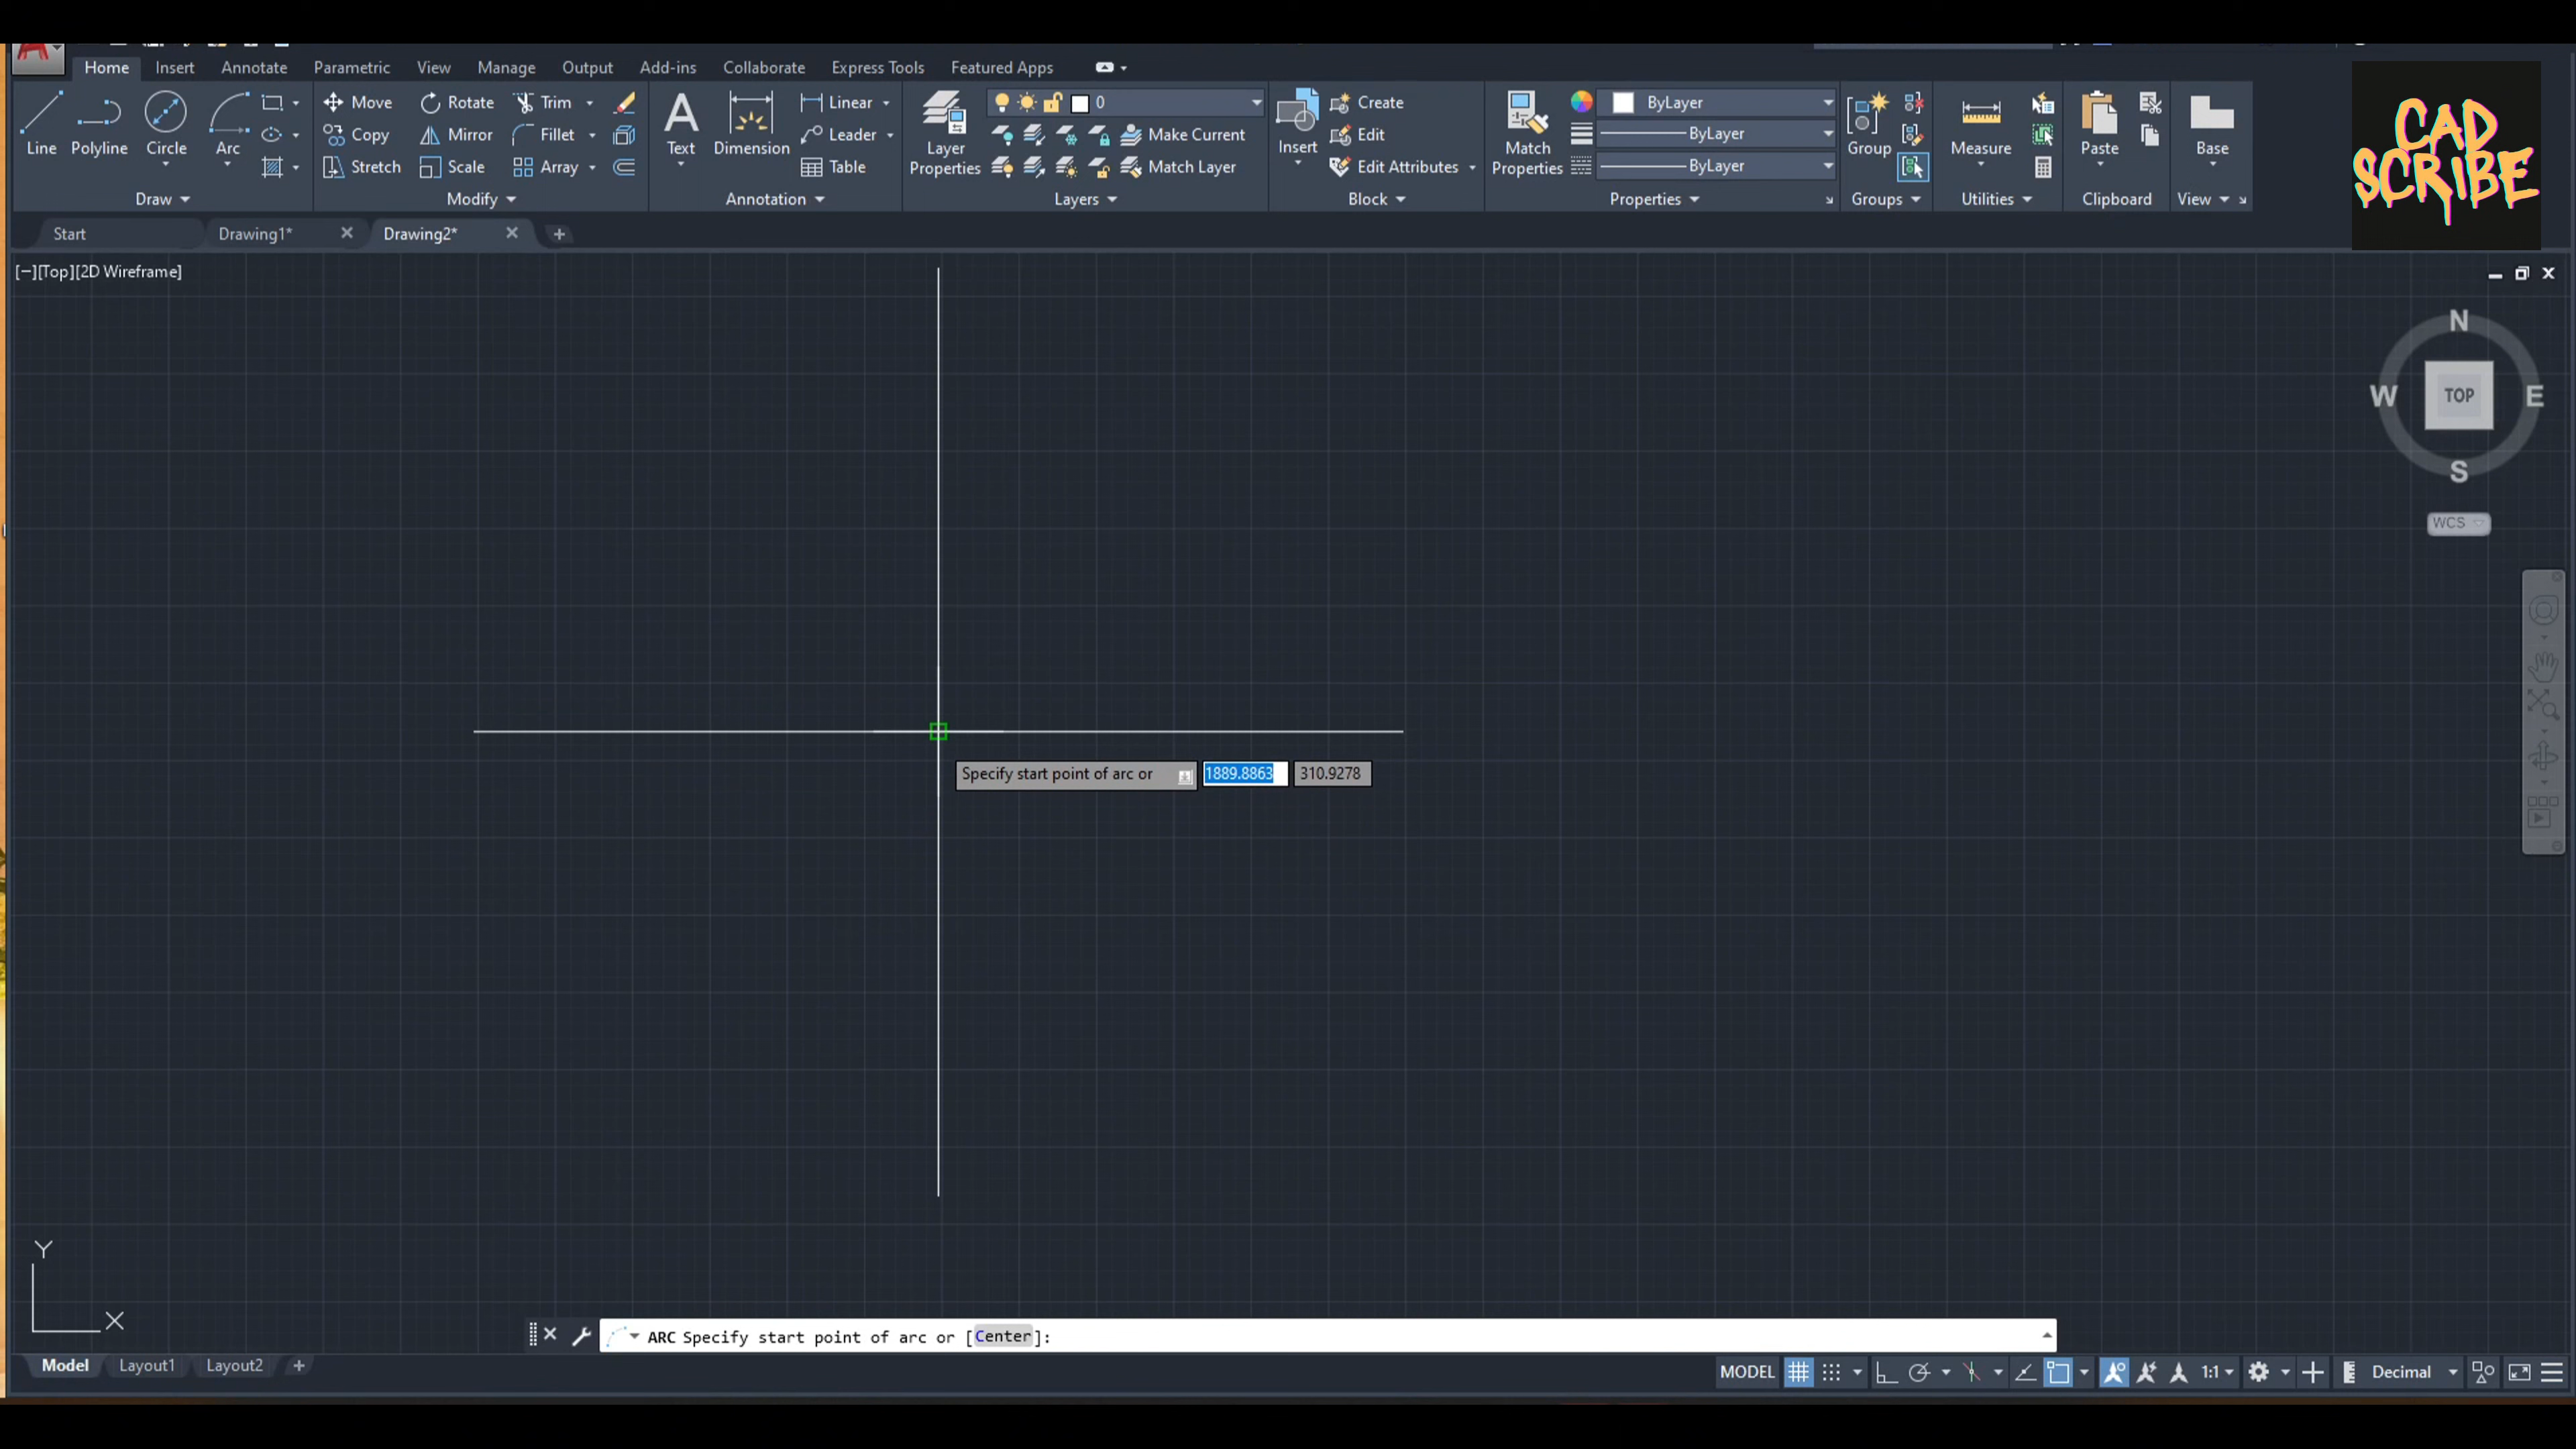 Home Insert Annotate Parametric View Manage Output Add-ins Collaborate Express Tools Featured Apps
Line Polyline Circle Arc
Move Rotate Trim
Copy Mirror Fillet
Stretch Scale Array
Text Dimension
Linear
Leader
Table
Layer Properties
0
Make Current
Match Layer
Insert
Create
Edit
Edit Attributes
Match Properties
ByLayer
ByLayer
ByLayer
Group
Measure
Paste
Base
Draw Modify Annotation Layers Block Properties Groups Utilities Clipboard View
CAD
SCRIBE
Start Drawing1* Drawing2*
[−][Top][2D Wireframe]
N
W TOP E
S
WCS
Specify start point of arc or 1889.8863 310.9278
Y
X
ARC Specify start point of arc or [Center]:
Model Layout1 Layout2
MODEL 1:1 Decimal